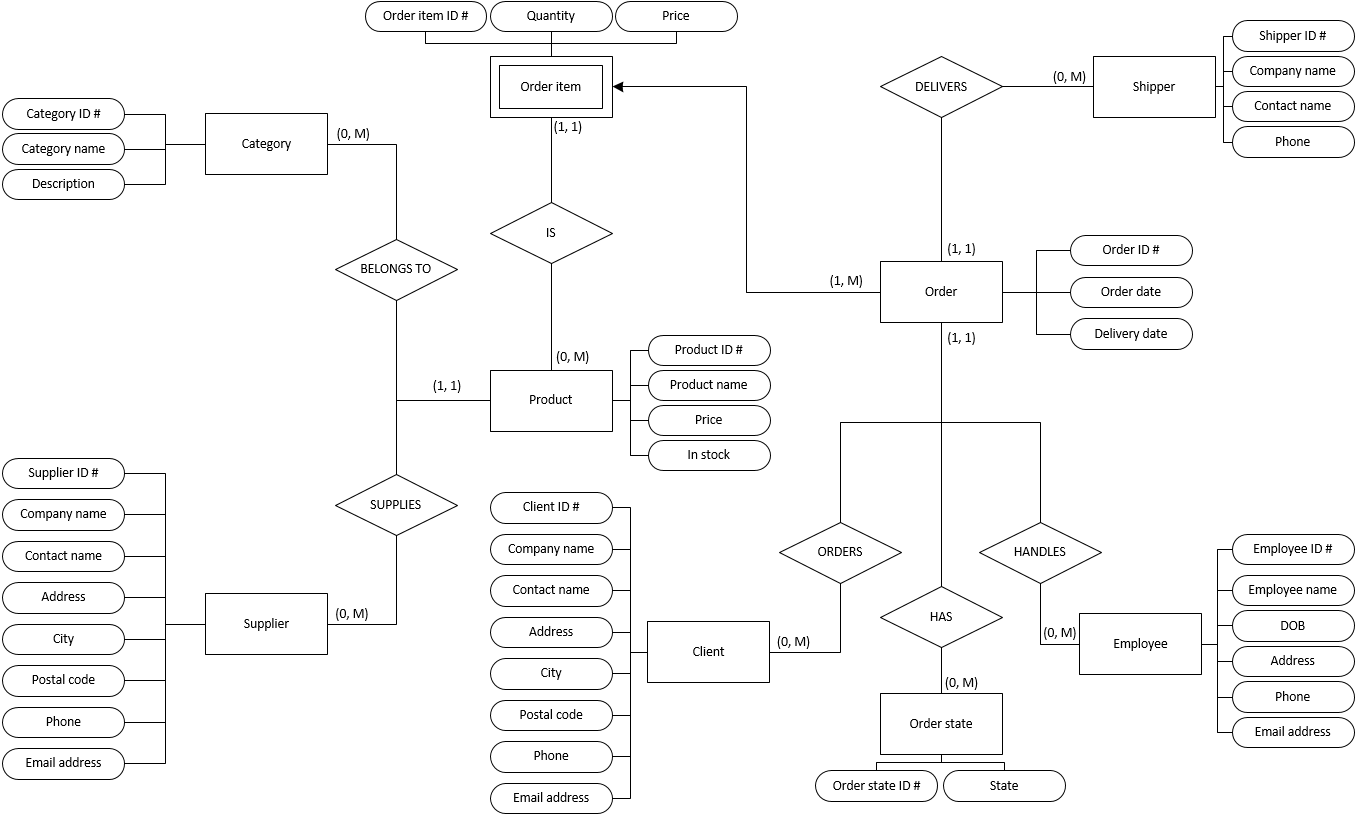 Order item ID #
Quantity
Price
Order item
(1, 1)
IS
(0, M)
Category ID #
Category name
Description
Category
(0, M)
BELONGS TO
(1, 1)
Product
Product ID #
Product name
Price
In stock
Supplier ID #
Company name
Contact name
Address
City
Postal code
Phone
Email address
Supplier
(0, M)
SUPPLIES
DELIVERS
(0, M)
Shipper
Shipper ID #
Company name
Contact name
Phone
(1, 1)
(1, M)
Order
(1, 1)
Order ID #
Order date
Delivery date
Client ID #
Company name
Contact name
Address
City
Postal code
Phone
Email address
Client
(0, M)
ORDERS
HAS
(0, M)
Order state
Order state ID #
State
HANDLES
(0, M)
Employee
Employee ID #
Employee name
DOB
Address
Phone
Email address